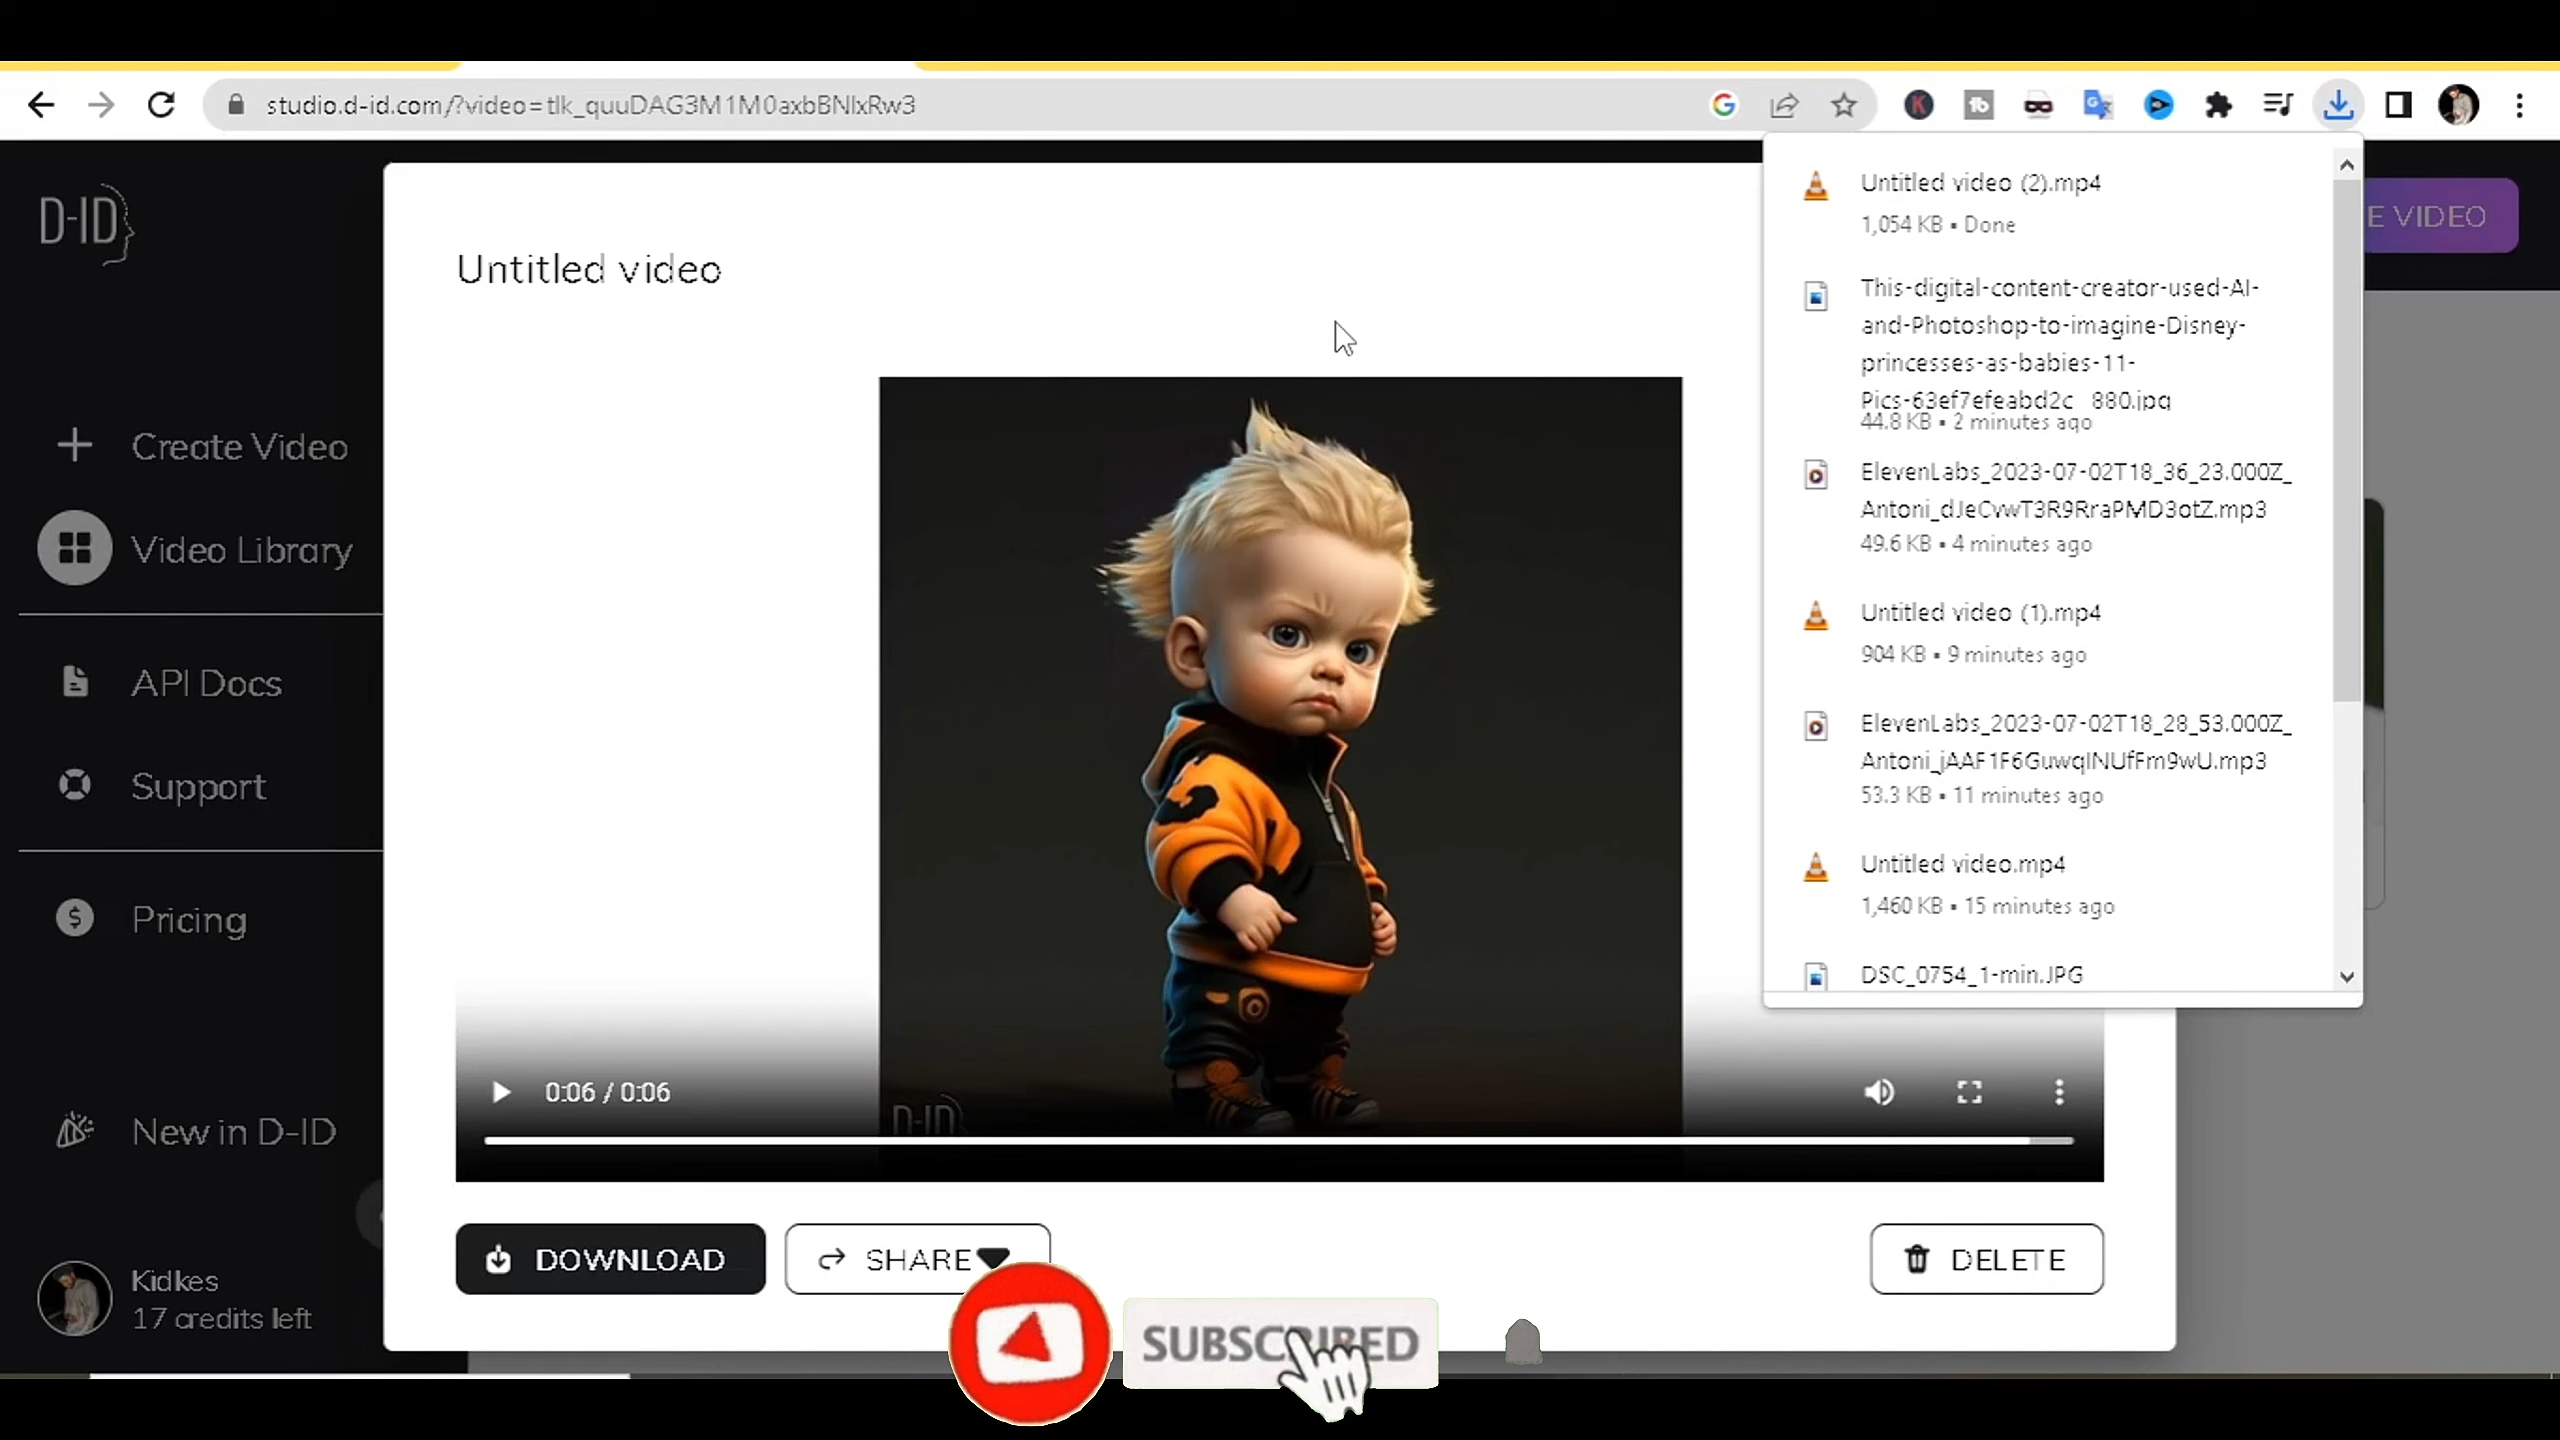 studio.d-id.com/?video=tlk_quuDAG3M1M0axbBNlxRw3
D-ID
E VIDEO
Create Video
Video Library
API Docs
Support
Pricing
New in D-ID
Kidkes
17 credits left
Untitled video
D-ID
0:06 / 0:06
DOWNLOAD
SHARE
DELETE
Untitled video (2).mp4
1,054 KB • Done
This-digital-content-creator-used-AI-
and-Photoshop-to-imagine-Disney-
princesses-as-babies-11-
Pics-63ef7efeabd2c__880.jpg
44.8 KB • 2 minutes ago
ElevenLabs_2023-07-02T18_36_23.000Z_
Antoni_dJeCvwT3R9RraPMD3otZ.mp3
49.6 KB • 4 minutes ago
Untitled video (1).mp4
904 KB • 9 minutes ago
ElevenLabs_2023-07-02T18_28_53.000Z_
Antoni_jAAF1F6GuwqINUfFm9wU.mp3
53.3 KB • 11 minutes ago
Untitled video.mp4
1,460 KB • 15 minutes ago
DSC_0754_1-min.JPG
SUBSCRIBED